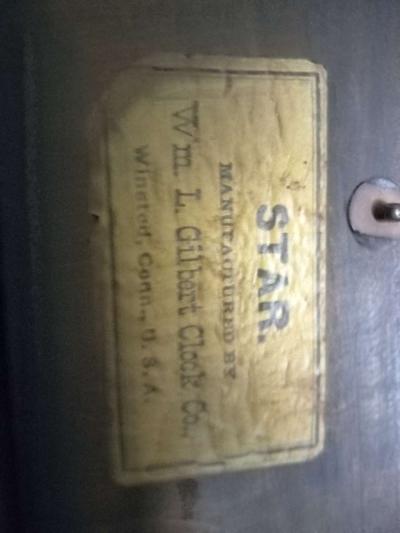 STAR.
MANUFACTURED BY
Wm. L. Gilbert Clock Co.,
Winsted, Conn., U. S. A.